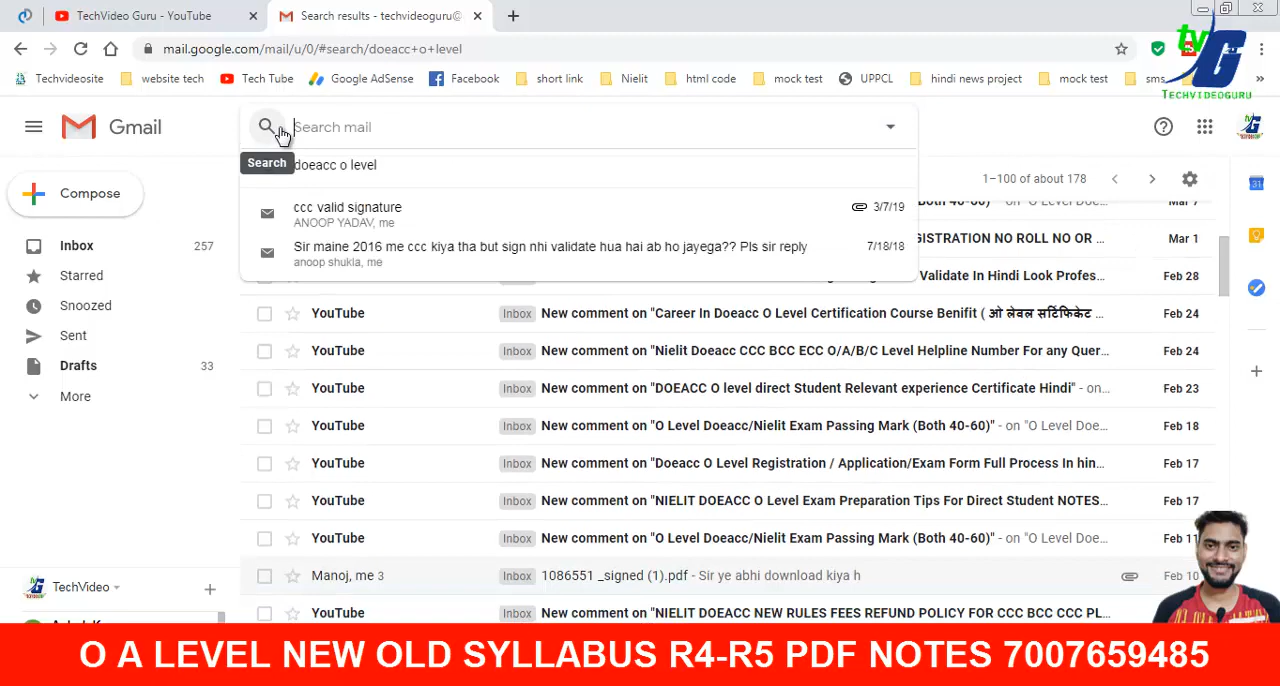 TechVideo Guru - YouTube
Search results - techvideoguru@
mail.google.com/mail/u/0/#search/doeacc+o+level
Techvideosite
website tech
Tech Tube
Google AdSense
Facebook
short link
Nielit
html code
mock test
UPPCL
hindi news project
mock test
sms
»
tvG
TECHVIDEOGURU
Gmail
Search mail
Search
doeacc o level
ccc valid signature
3/7/19
ANOOP YADAV, me
Sir maine 2016 me ccc kiya tha but sign nhi validate hua hai ab ho jayega?? Pls sir reply
7/18/18
anoop shukla, me
Compose
Inbox 257
Starred
Snoozed
Sent
Drafts 33
More
TechVideo
1–100 of about 178
Mar 7
GISTRATION NO ROLL NO OR ... Mar 1
Validate In Hindi Look Profes... Feb 28
YouTube Inbox New comment on "Career In Doeacc O Level Certification Course Benifit ( ओ लेवल सर्टिफिकेट ... Feb 24
YouTube Inbox New comment on "Nielit Doeacc CCC BCC ECC O/A/B/C Level Helpline Number For any Quer... Feb 24
YouTube Inbox New comment on "DOEACC O level direct Student Relevant experience Certificate Hindi" - on... Feb 23
YouTube Inbox New comment on "O Level Doeacc/Nielit Exam Passing Mark (Both 40-60)" - on "O Level Doe... Feb 18
YouTube Inbox New comment on "Doeacc O Level Registration / Application/Exam Form Full Process In hin... Feb 17
YouTube Inbox New comment on "NIELIT DOEACC O Level Exam Preparation Tips For Direct Student NOTES... Feb 17
YouTube Inbox New comment on "O Level Doeacc/Nielit Exam Passing Mark (Both 40-60)" - on "O Level Doe... Feb 11
Manoj, me 3 Inbox 1086551 _signed (1).pdf - Sir ye abhi download kiya h Feb 10
YouTube Inbox New comment on "NIELIT DOEACC NEW RULES FEES REFUND POLICY FOR CCC BCC CCC PL...
O A LEVEL NEW OLD SYLLABUS R4-R5 PDF NOTES 7007659485